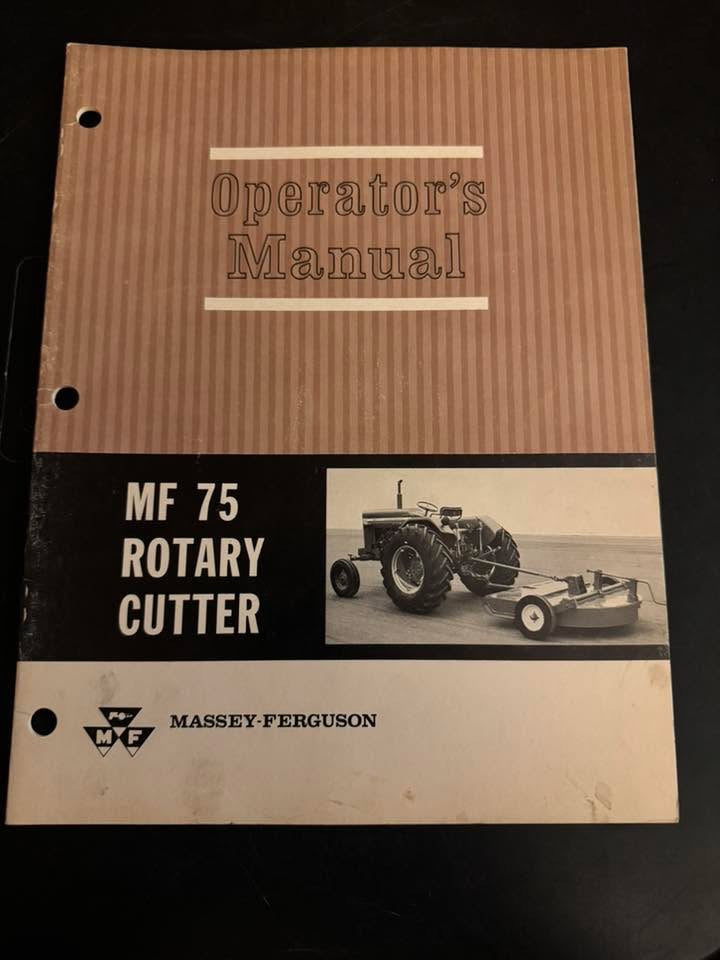 Operator's
Manual
MF 75
ROTARY
CUTTER
MF
MASSEY-FERGUSON